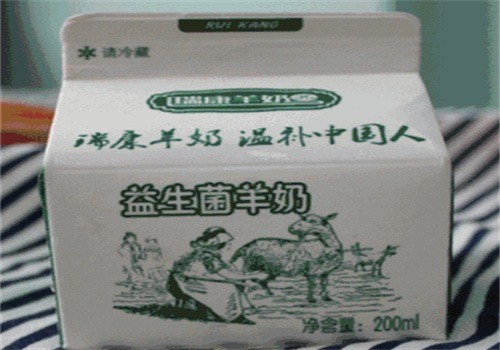 RUI KANG
请冷藏
瑞康羊奶
瑞康羊奶 温补中国人
益生菌羊奶
净含量：200ml